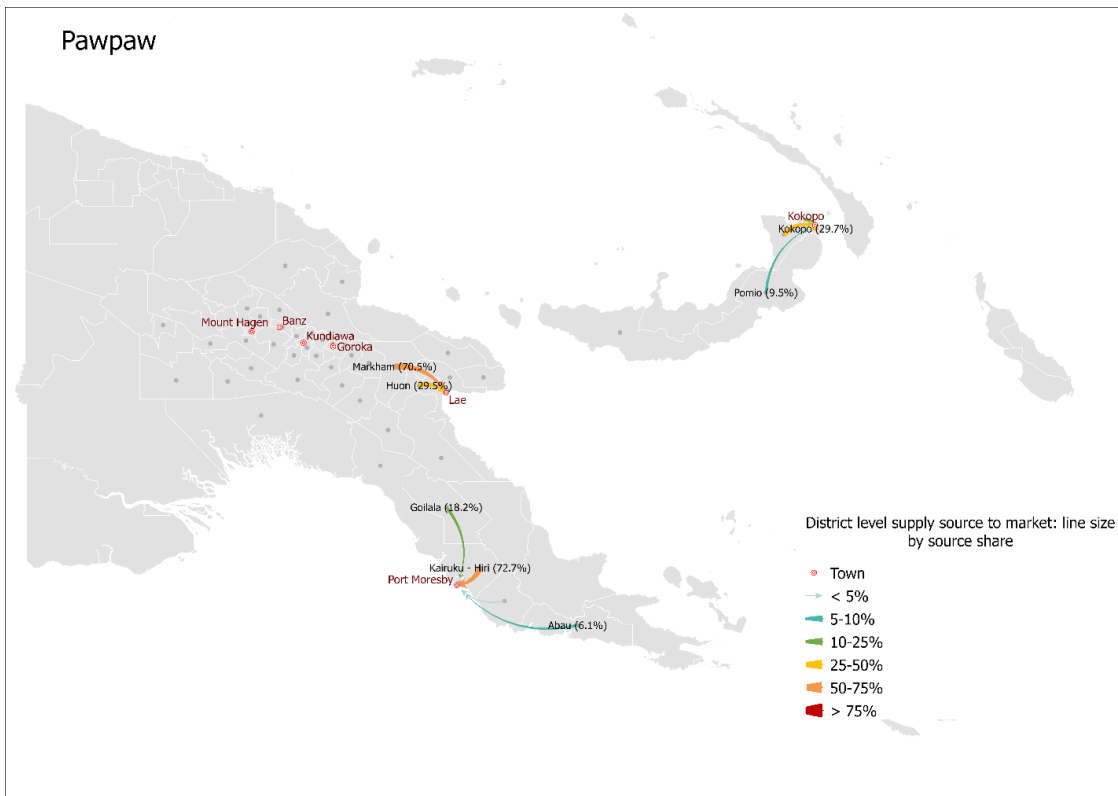 Pawpaw
Kokopo
Kokopo (29.7%)
Pomio (9.5%)
Mount Hagen
Banz
Kundiawa
Goroka
Markham (70.5%)
Huon (29.5%)
Lae
Goilala (18.2%)
Kairuku - Hiri (72.7%)
Port Moresby
Abau (6.1%)
District level supply source to market: line size
by source share
Town
< 5%
5-10%
10-25%
25-50%
50-75%
> 75%